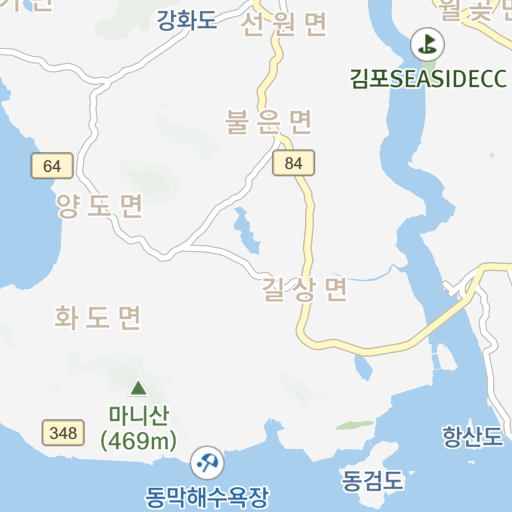 강화도
선원면
김포SEASIDECC
불은면
64
84
양도면
길상면
화도면
마니산
(469m)
348
항산도
동검도
동막해수욕장